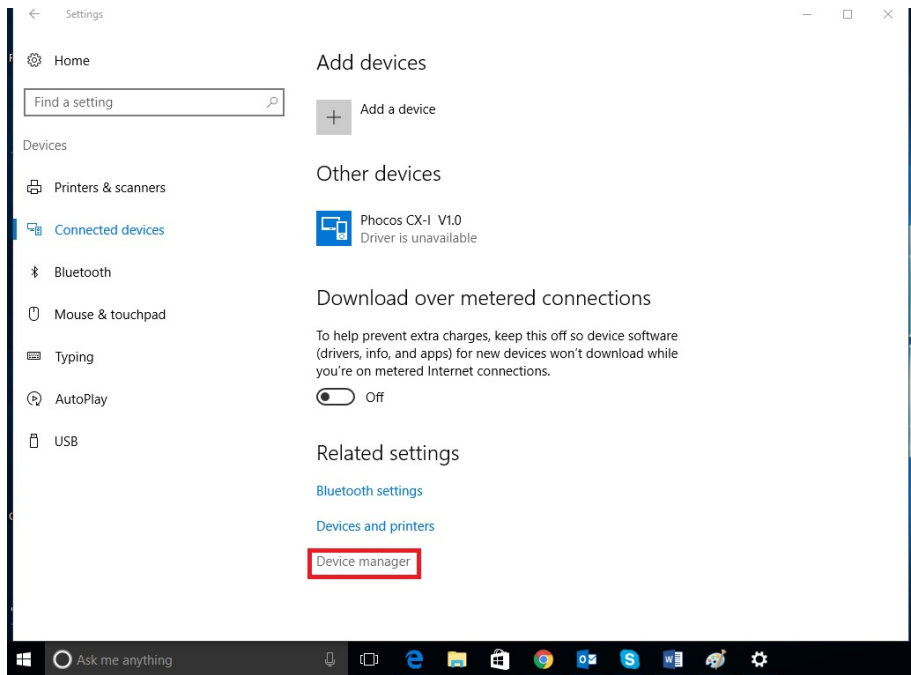 Settings
Home
Find a setting
Devices
Printers & scanners
Connected devices
Bluetooth
Mouse & touchpad
Typing
AutoPlay
USB
Add devices
Add a device
Other devices
Phocos CX-I V1.0
Driver is unavailable
Download over metered connections
To help prevent extra charges, keep this off so device software
(drivers, info, and apps) for new devices won't download while
you're on metered Internet connections.
Off
Related settings
Bluetooth settings
Devices and printers
Device manager
Ask me anything